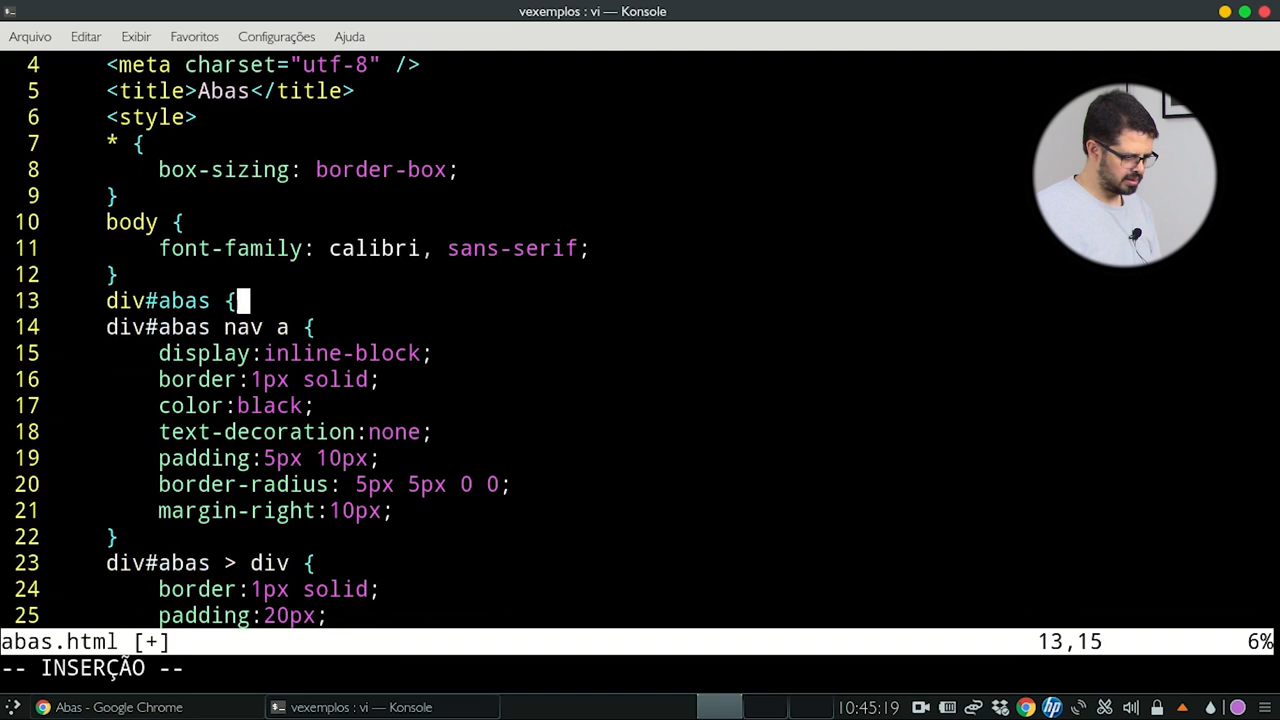 vexemplos : vi — Konsole
Arquivo Editar Exibir Favoritos Configurações Ajuda
4 <meta charset="utf-8" />
5 <title>Abas</title>
6 <style>
7 * {
8 box-sizing: border-box;
9 }
10 body {
11 font-family: calibri, sans-serif;
12 }
13 div#abas {
14 div#abas nav a {
15 display:inline-block;
16 border:1px solid;
17 color:black;
18 text-decoration:none;
19 padding:5px 10px;
20 border-radius: 5px 5px 0 0;
21 margin-right:10px;
22 }
23 div#abas > div {
24 border:1px solid;
25 padding:20px;
abas.html [+] 13,15 6%
-- INSERÇÃO --
Abas - Google Chrome vexemplos : vi — Konsole 10:45:19